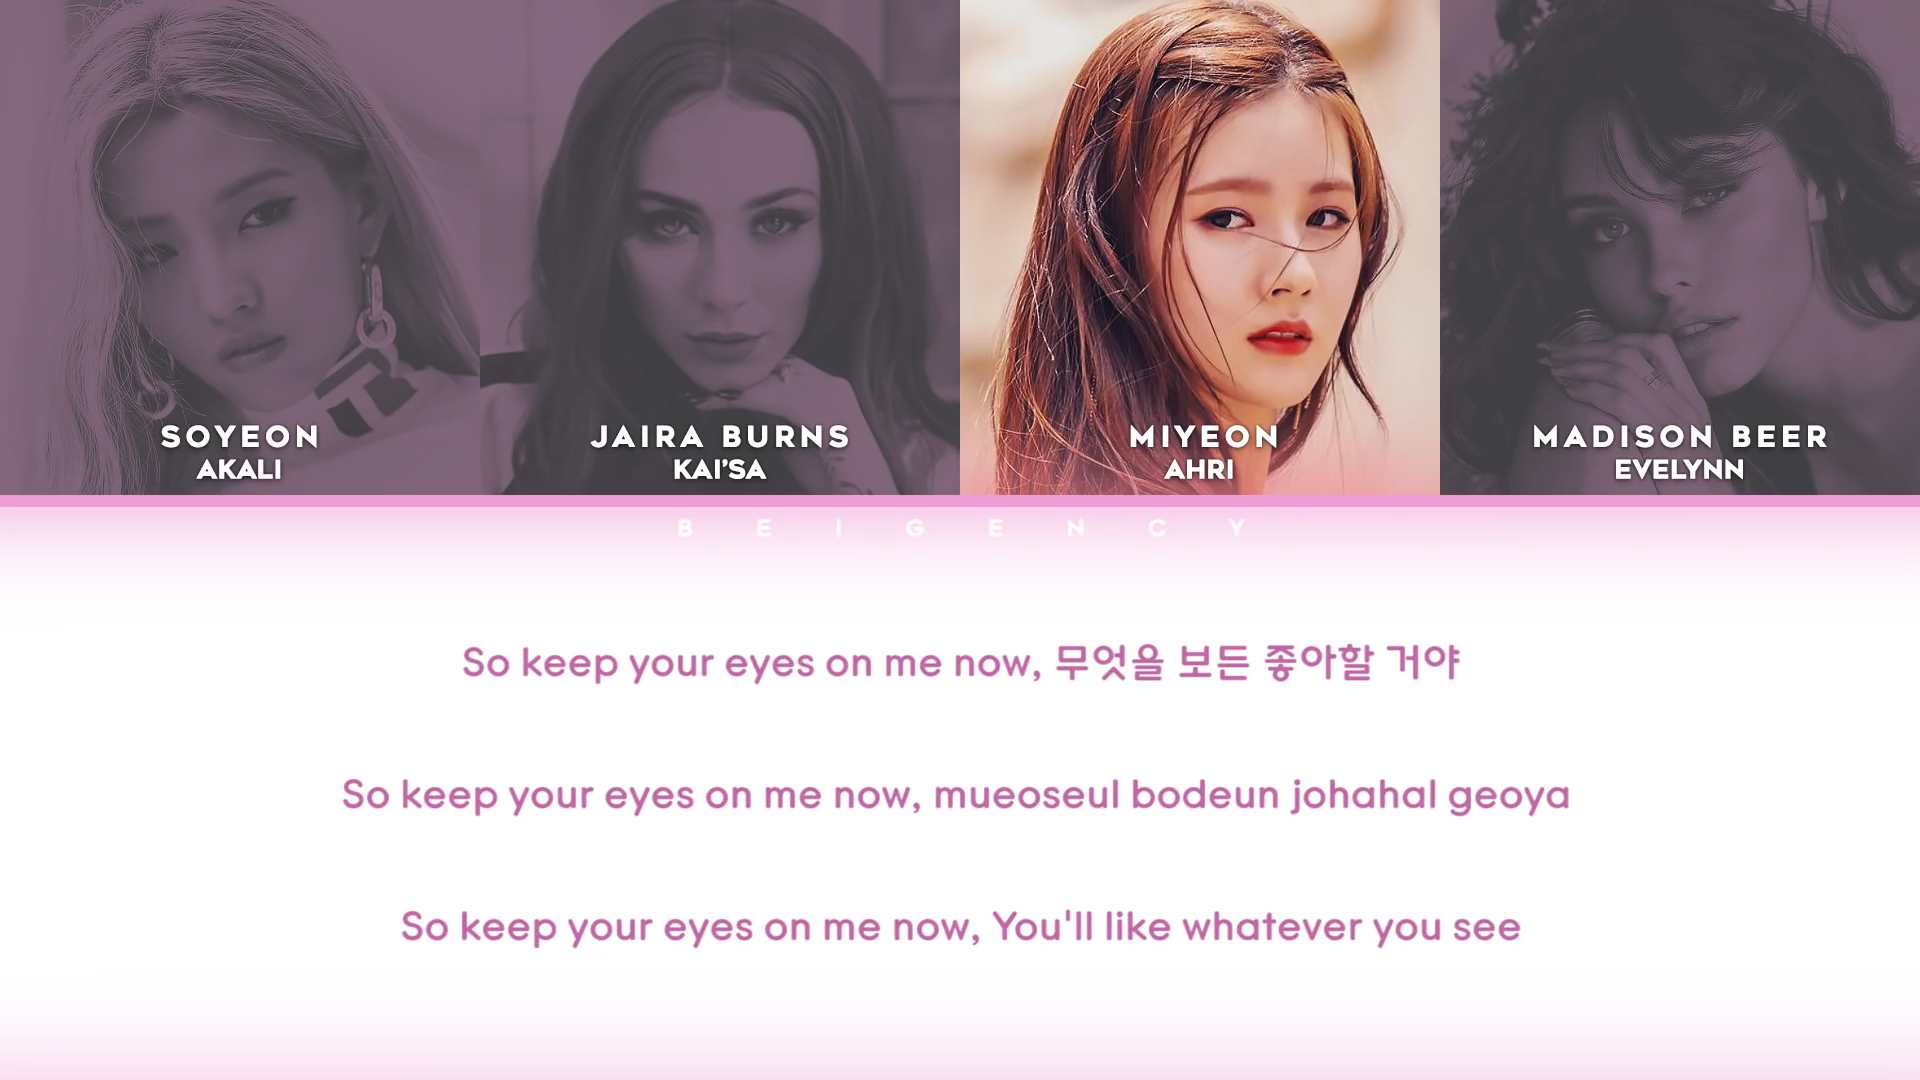 SOYEON
AKALI
JAIRA BURNS
KAI'SA
MIYEON
AHRI
MADISON BEER
EVELYNN
BEIGENCY
So keep your eyes on me now, 무엇을 보든 좋아할 거야
So keep your eyes on me now, mueoseul bodeun johahal geoya
So keep your eyes on me now, You'll like whatever you see